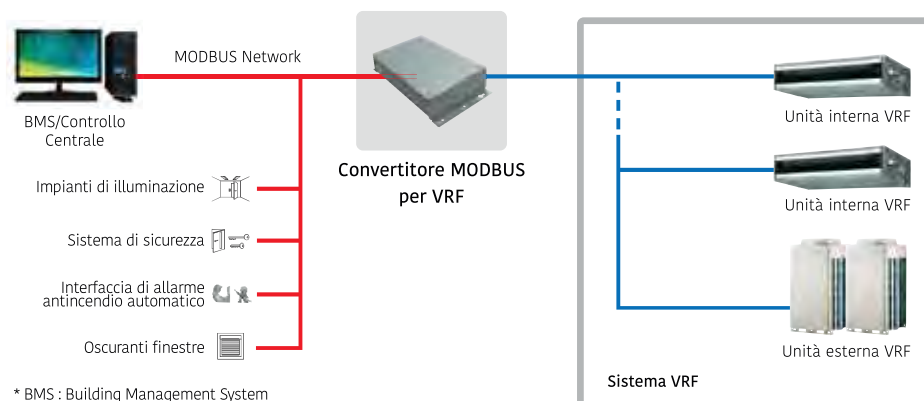 MODBUS Network
BMS/Controllo
Centrale
Impianti di illuminazione
Sistema di sicurezza
Interfaccia di allarme
antincendio automatico
Oscuranti finestre
* BMS : Building Management System
Convertitore MODBUS
per VRF
Unità interna VRF
Unità interna VRF
Unità esterna VRF
Sistema VRF